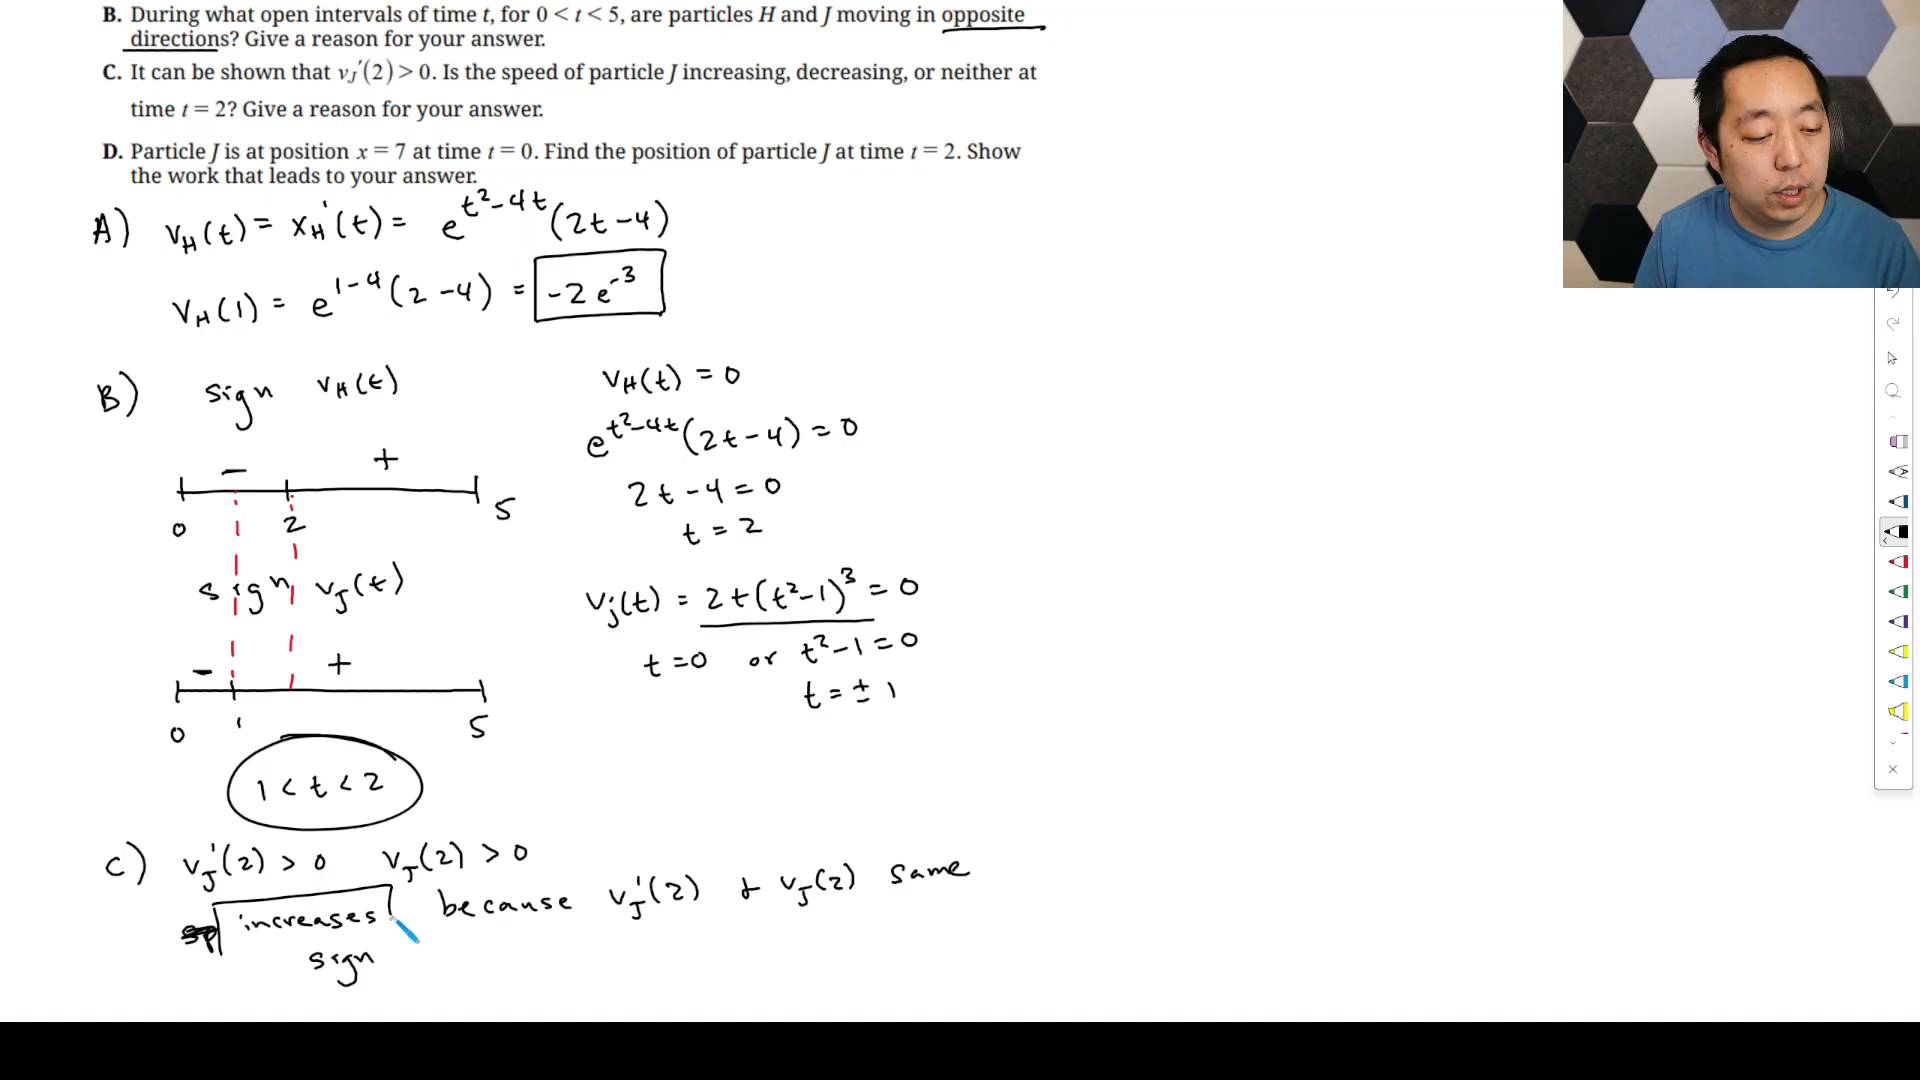 B. During what open intervals of time t, for 0 < t < 5, are particles H and J moving in opposite
directions? Give a reason for your answer.
C. It can be shown that v_J′(2) > 0. Is the speed of particle J increasing, decreasing, or neither at
time t = 2? Give a reason for your answer.
D. Particle J is at position x = 7 at time t = 0. Find the position of particle J at time t = 2. Show
the work that leads to your answer.
A) v_H(t) = x_H'(t) = e^{t²-4t}(2t-4)
v_H(1) = e^{1-4}(2-4) = -2e^{-3}
B) sign v_H(t)
- +
0 2 5
sign v_J(t)
- +
0 1 5
1 < t < 2
v_H(t) = 0
e^{t²-4t}(2t-4) = 0
2t-4 = 0
t = 2
v_j(t) = 2t(t²-1)³ = 0
t = 0 or t²-1 = 0
t = ± 1
C) v_J'(2) > 0 v_J(2) > 0
increases because v_J'(2) + v_J(2) same
sign